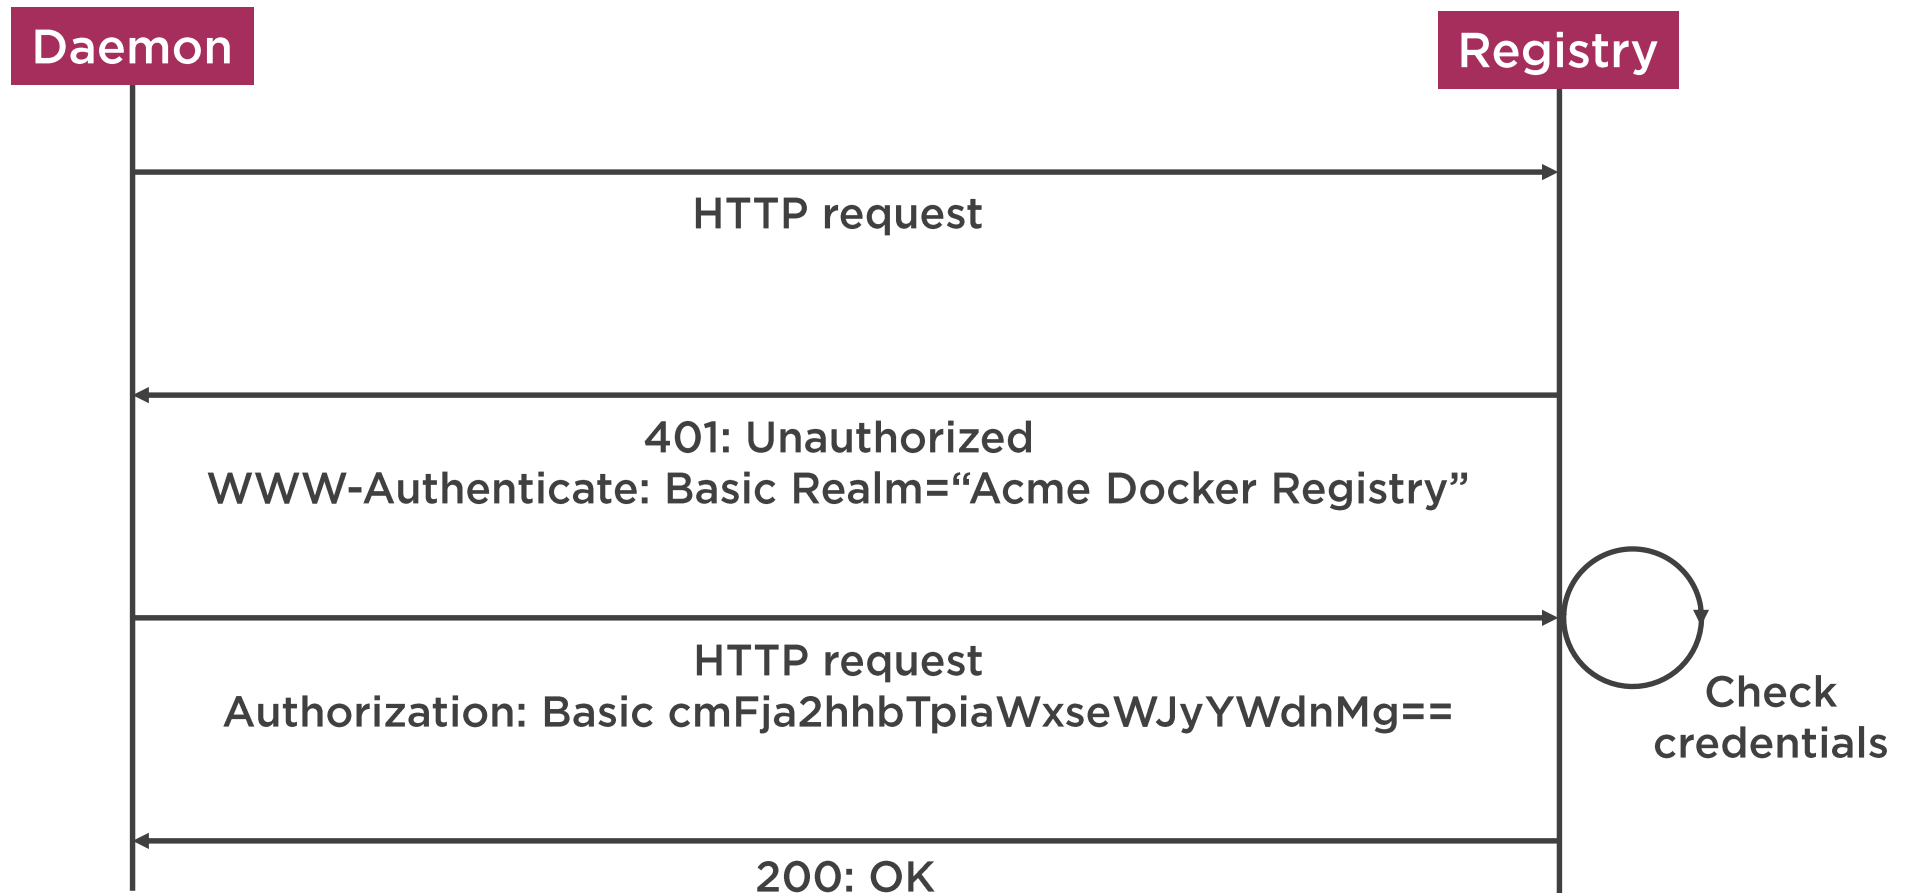 Daemon
Registry
HTTP request
401: Unauthorized
WWW-Authenticate: Basic Realm=“Acme Docker Registry”
HTTP request
Authorization: Basic cmFja2hhbTpiaWxseWJyYWdnMg==
Check
credentials
200: OK